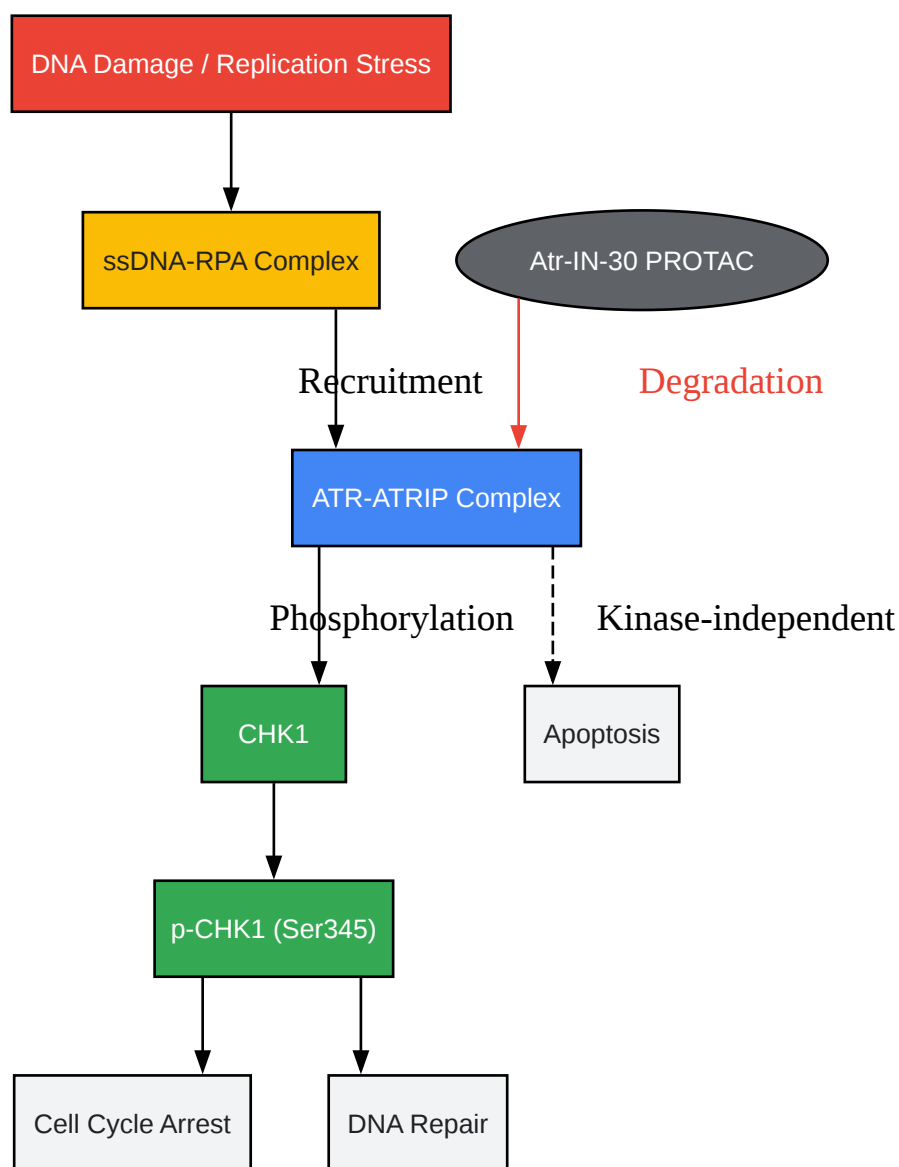 DNA Damage / Replication Stress
ssDNA-RPA Complex
Atr-IN-30 PROTAC
Recruitment
Degradation
ATR-ATRIP Complex
Phosphorylation
Kinase-independent
CHK1
Apoptosis
p-CHK1 (Ser345)
Cell Cycle Arrest
DNA Repair